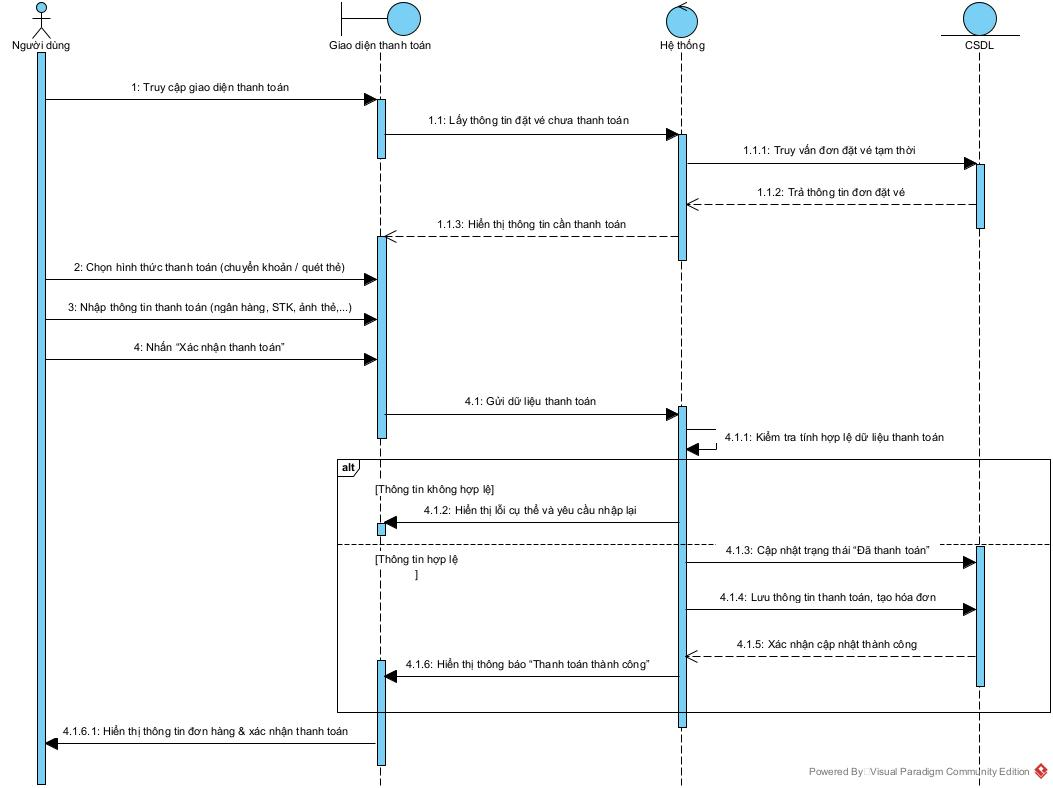 Người dùng
Giao diện thanh toán
Hệ thống
CSDL
1: Truy cập giao diện thanh toán
1.1: Lấy thông tin đặt vé chưa thanh toán
1.1.1: Truy vấn đơn đặt vé tạm thời
1.1.2: Trả thông tin đơn đặt vé
1.1.3: Hiển thị thông tin cần thanh toán
2: Chọn hình thức thanh toán (chuyển khoản / quét thẻ)
3: Nhập thông tin thanh toán (ngân hàng, STK, ảnh thẻ,...)
4: Nhấn “Xác nhận thanh toán”
4.1: Gửi dữ liệu thanh toán
4.1.1: Kiểm tra tính hợp lệ dữ liệu thanh toán
alt
[Thông tin không hợp lệ]
4.1.2: Hiển thị lỗi cụ thể và yêu cầu nhập lại
4.1.3: Cập nhật trạng thái “Đã thanh toán”
[Thông tin hợp lệ
]
4.1.4: Lưu thông tin thanh toán, tạo hóa đơn
4.1.5: Xác nhận cập nhật thành công
4.1.6: Hiển thị thông báo “Thanh toán thành công”
4.1.6.1: Hiển thị thông tin đơn hàng & xác nhận thanh toán
Powered By Visual Paradigm Community Edition